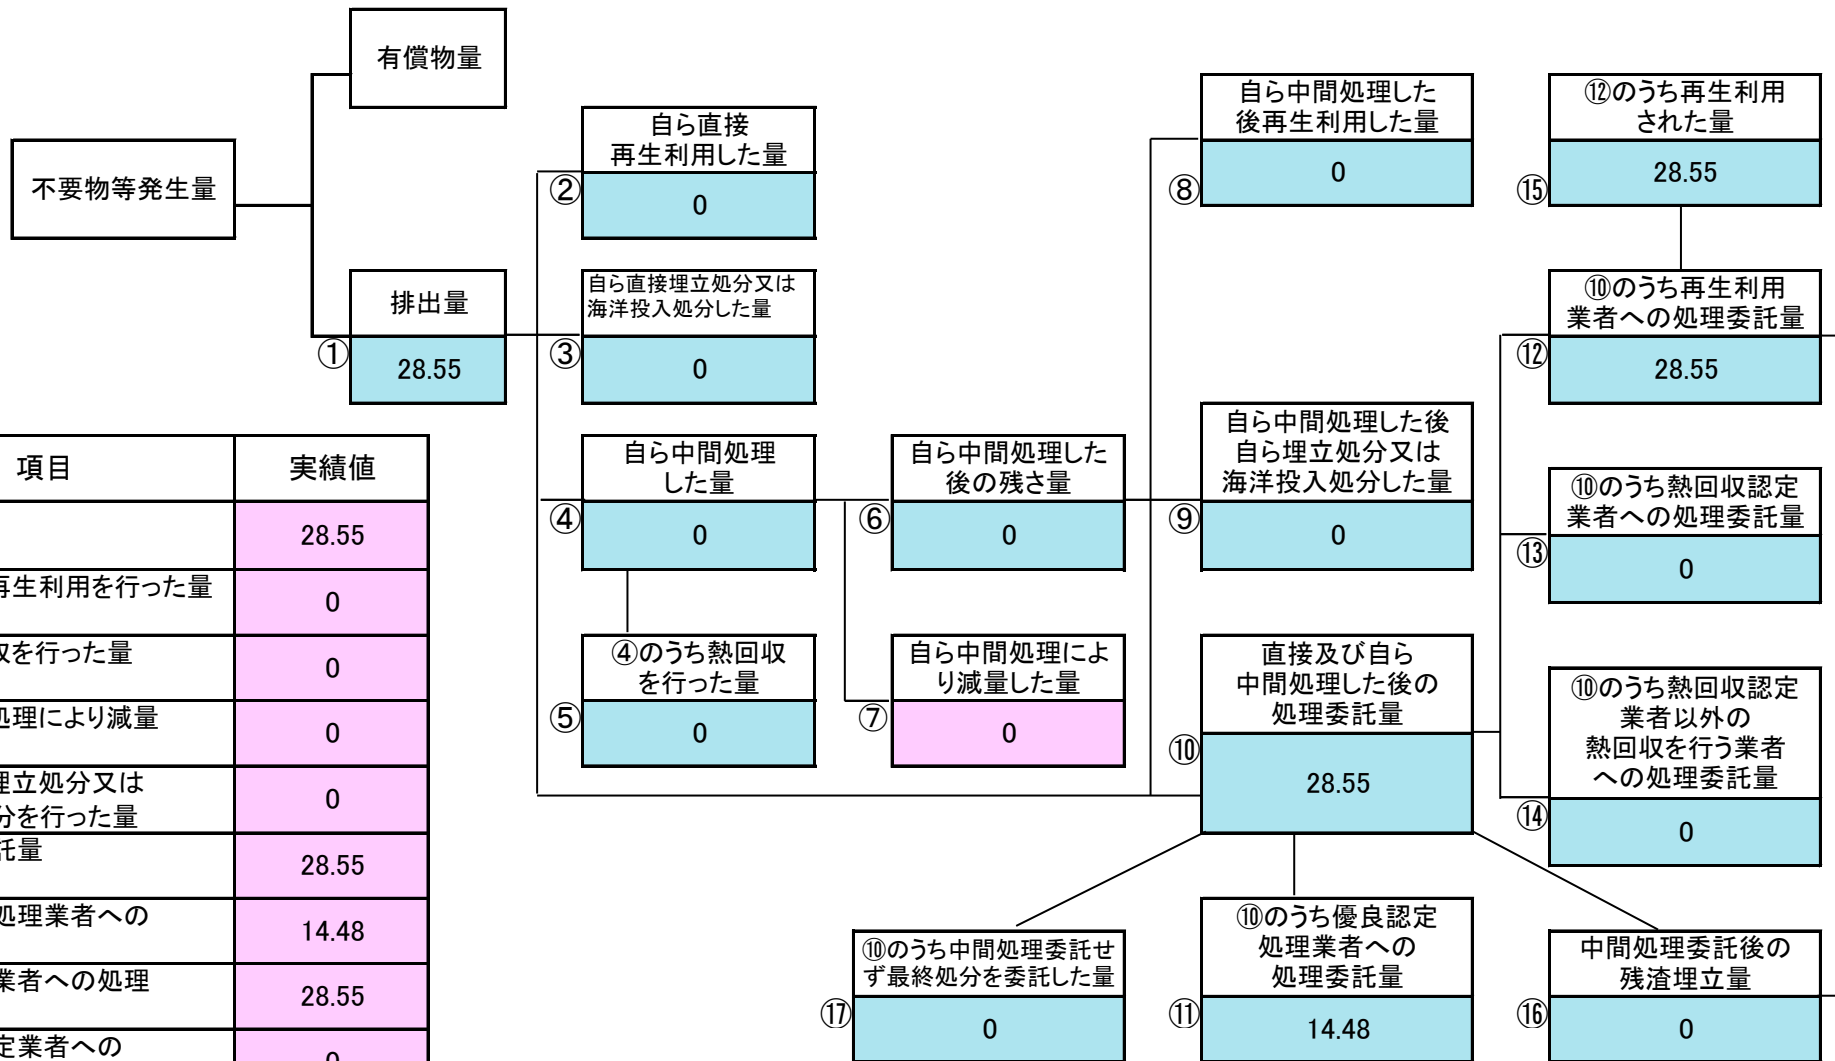 有償物量
不要物等発生量
排出量
①
28.55
自ら直接
再生利用した量
②
0
自ら直接埋立処分又は
海洋投入処分した量
③
0
自ら中間処理
した量
④
0
④のうち熱回収
を行った量
⑤
0
自ら中間処理した
後の残さ量
⑥
0
自ら中間処理によ
り減量した量
⑦
0
自ら中間処理した
後再生利用した量
⑧
0
自ら中間処理した後
自ら埋立処分又は
海洋投入処分した量
⑨
0
直接及び自ら
中間処理した後の
処理委託量
⑩
28.55
⑫のうち再生利用
された量
⑮
28.55
⑩のうち再生利用
業者への処理委託量
⑫
28.55
⑩のうち熱回収認定
業者への処理委託量
⑬
0
⑩のうち熱回収認定
業者以外の
熱回収を行う業者
への処理委託量
⑭
0
⑩のうち中間処理委託せ
ず最終処分を委託した量
⑰
0
⑩のうち優良認定
処理業者への
処理委託量
⑪
14.48
中間処理委託後の
残渣埋立量
⑯
0
項目 実績値
28.55
再生利用を行った量 0
収を行った量 0
処理により減量 0
埋立処分又は
分を行った量 0
託量 28.55
処理業者への 14.48
業者への処理 28.55
定業者への 0